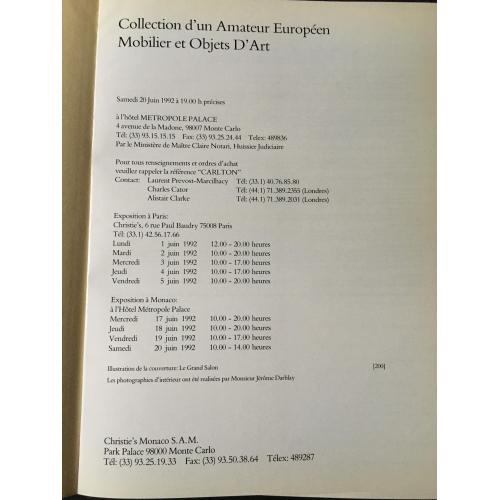 Collection d'un Amateur Européen
Mobilier et Objets D'Art
Samedi 20 Juin 1992 à 19.00 h précises
à l'hôtel METROPOLE PALACE
4 avenue de la Madone, 98007 Monte Carlo
Tél: (33) 93.15.15.15 Fax: (33) 93.25.24.44 Telex: 489836
Par le Ministère de Maître Claire Notari, Huissier Judiciaire
Pour tous renseignements et ordres d'achat
veuillez rappeler la référence "CARLTON"
Contact: Laurent Prevost-Marcilhacy Tél: (33.1) 40.76.85.80
Charles Cator Tél: (44.1) 71.389.2355 (Londres)
Alistair Clarke Tél: (44.1) 71.389.2031 (Londres)
Exposition à Paris:
Christie's, 6 rue Paul Baudry 75008 Paris
Tél: (33.1) 42.56.17.66
Lundi 1 juin 1992 12.00 - 20.00 heures
Mardi 2 juin 1992 10.00 - 20.00 heures
Mercredi 3 juin 1992 10.00 - 17.00 heures
Jeudi 4 juin 1992 10.00 - 17.00 heures
Vendredi 5 juin 1992 10.00 - 20.00 heures
Exposition à Monaco:
à l'Hôtel Métropole Palace
Mercredi 17 juin 1992 10.00 - 20.00 heures
Jeudi 18 juin 1992 10.00 - 20.00 heures
Vendredi 19 juin 1992 10.00 - 17.00 heures
Samedi 20 juin 1992 10.00 - 14.00 heures
Illustration de la couverture: Le Grand Salon [200]
Les photographies d'intérieur ont été realisées par Monsieur Jérôme Darblay
Christie's Monaco S.A.M.
Park Palace 98000 Monte Carlo
Tél: (33) 93.25.19.33 Fax: (33) 93.50.38.64 Télex: 489287